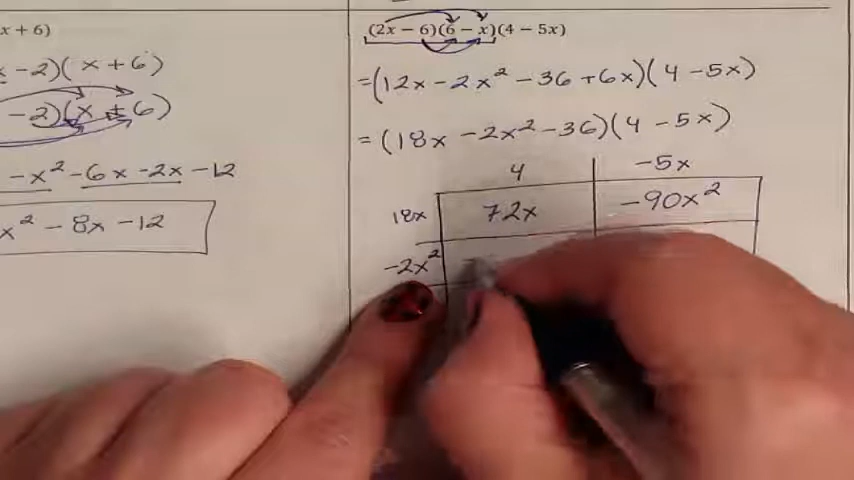 x + 6)
-2)(x+6)
-2)(x+6)
-x² -6x -2x -12
x² - 8x -12
(2x − 6)(6 − x)(4 − 5x)
=(12x -2x² -36 +6x)(4 -5x)
=(18x -2x² -36)(4 -5x)
4 -5x
18x 72x -90x²
-2x²